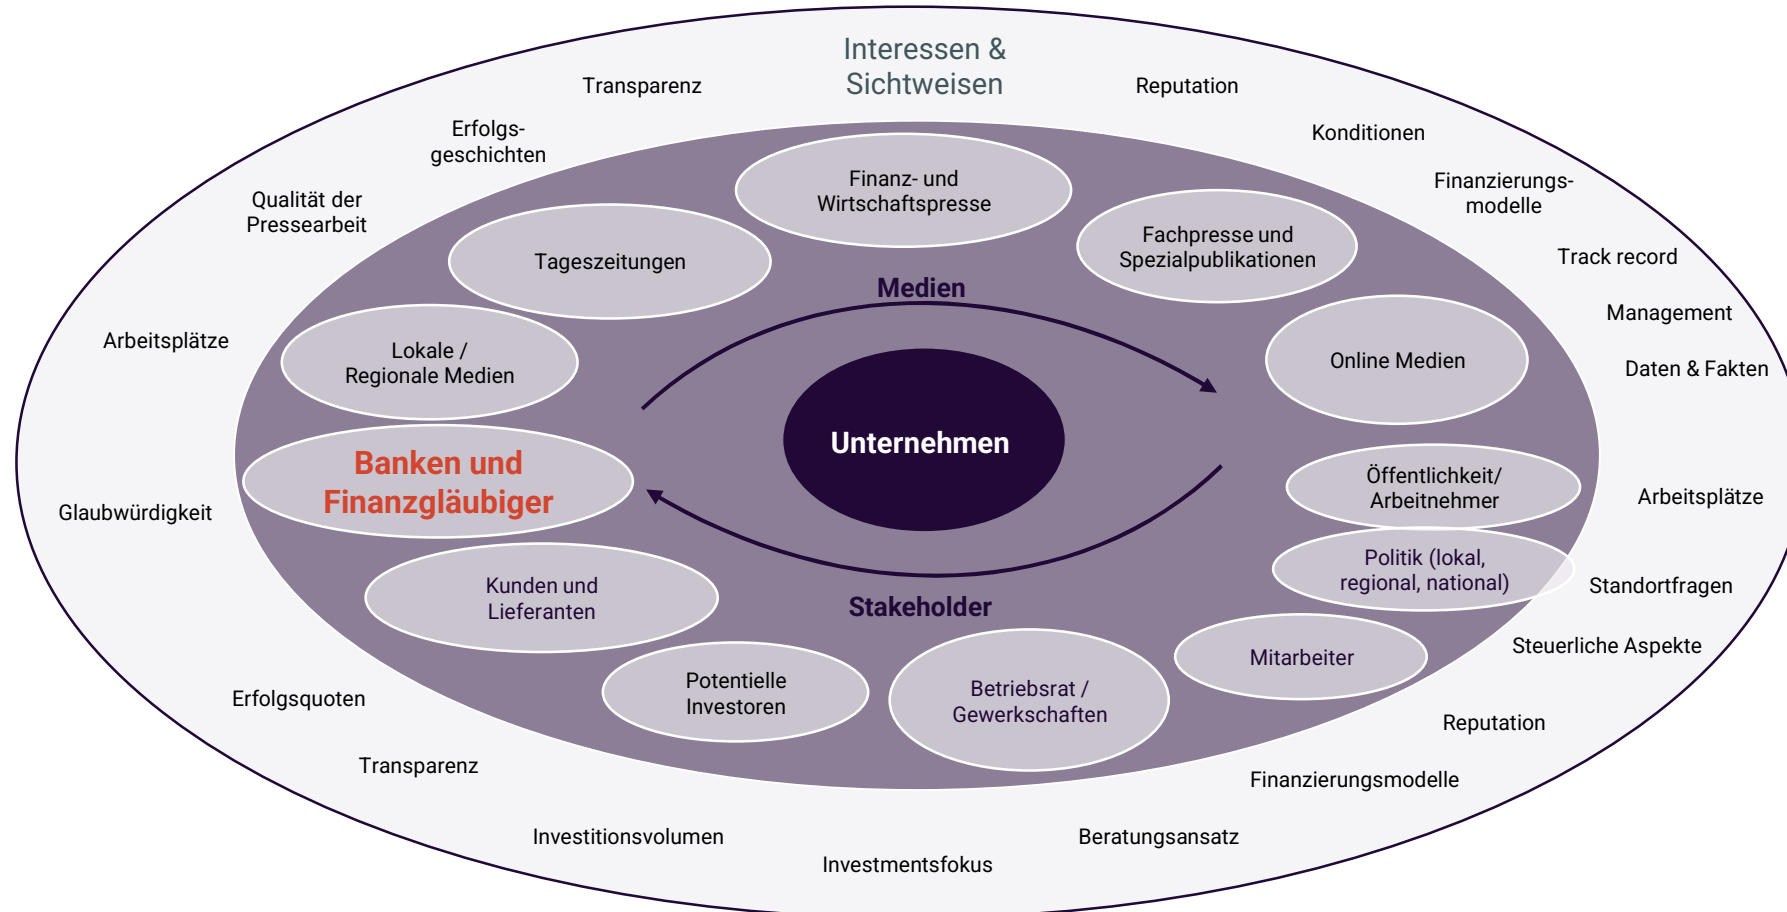 Interessen &
Sichtweisen
Transparenz
Reputation
Erfolgs-
geschichten
Konditionen
Qualität der
Pressearbeit
Finanzierungs-
modelle
Finanz- und
Wirtschaftspresse
Tageszeitungen
Fachpresse und
Spezialpublikationen
Track record
Medien
Management
Arbeitsplätze
Lokale /
Regionale Medien
Online Medien
Daten & Fakten
Unternehmen
Banken und
Finanzgläubiger
Öffentlichkeit/
Arbeitnehmer
Arbeitsplätze
Glaubwürdigkeit
Politik (lokal,
regional, national)
Standortfragen
Kunden und
Lieferanten
Stakeholder
Steuerliche Aspekte
Mitarbeiter
Potentielle
Investoren
Betriebsrat /
Gewerkschaften
Erfolgsquoten
Reputation
Transparenz
Finanzierungsmodelle
Investitionsvolumen
Beratungsansatz
Investmentsfokus